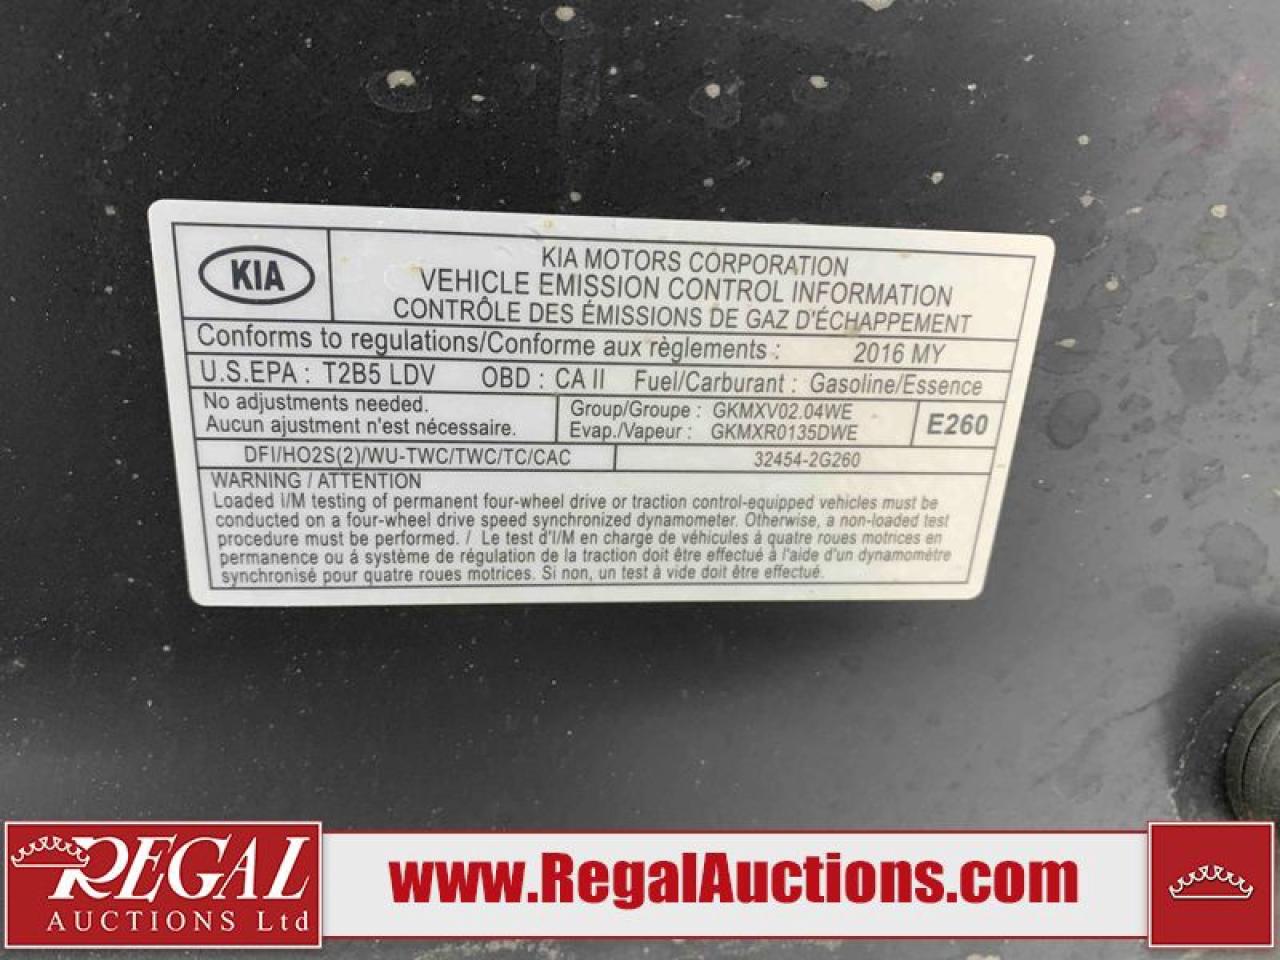 KIA
KIA MOTORS CORPORATION
VEHICLE EMISSION CONTROL INFORMATION
CONTRÔLE DES ÉMISSIONS DE GAZ D'ÉCHAPPEMENT
Conforms to regulations/Conforme aux règlements : 2016 MY
U.S.EPA : T2B5 LDV OBD : CA II Fuel/Carburant : Gasoline/Essence
No adjustments needed.
Aucun ajustment n'est nécessaire.
Group/Groupe : GKMXV02.04WE
Evap./Vapeur : GKMXR0135DWE
E260
DFI/HO2S(2)/WU-TWC/TWC/TC/CAC
32454-2G260
WARNING / ATTENTION
Loaded I/M testing of permanent four-wheel drive or traction control-equipped vehicles must be
conducted on a four-wheel drive speed synchronized dynamometer. Otherwise, a non-loaded test
procedure must be performed. / Le test d'I/M en charge de véhicules à quatre roues motrices en
permanence ou á système de régulation de la traction doit être effectué à l'aide d'un dynamomètre
synchronisé pour quatre roues motrices. Si non, un test à vide doit être effectué.
REGAL
AUCTIONS Ltd
www.RegalAuctions.com